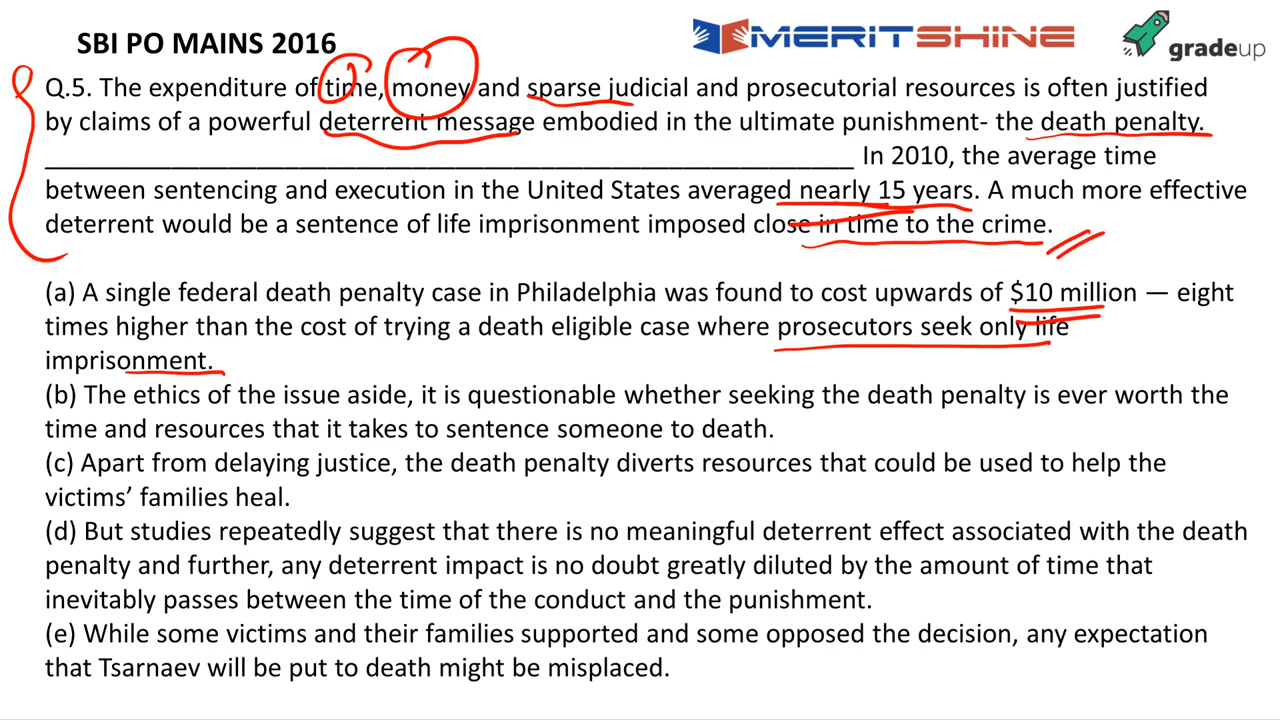 SBI PO MAINS 2016
MERITSHINE
gradeup
Q.5. The expenditure of time, money and sparse judicial and prosecutorial resources is often justified
by claims of a powerful deterrent message embodied in the ultimate punishment- the death penalty.
____________________________________________________________ In 2010, the average time
between sentencing and execution in the United States averaged nearly 15 years. A much more effective
deterrent would be a sentence of life imprisonment imposed close in time to the crime.
(a) A single federal death penalty case in Philadelphia was found to cost upwards of $10 million — eight
times higher than the cost of trying a death eligible case where prosecutors seek only life
imprisonment.
(b) The ethics of the issue aside, it is questionable whether seeking the death penalty is ever worth the
time and resources that it takes to sentence someone to death.
(c) Apart from delaying justice, the death penalty diverts resources that could be used to help the
victims’ families heal.
(d) But studies repeatedly suggest that there is no meaningful deterrent effect associated with the death
penalty and further, any deterrent impact is no doubt greatly diluted by the amount of time that
inevitably passes between the time of the conduct and the punishment.
(e) While some victims and their families supported and some opposed the decision, any expectation
that Tsarnaev will be put to death might be misplaced.